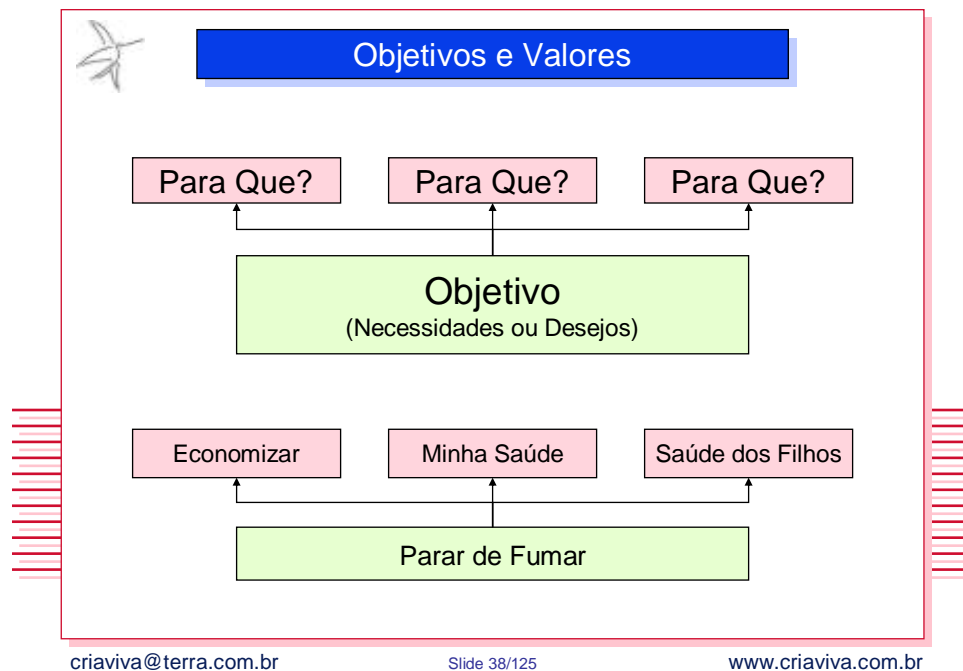 Objetivos e Valores
Para Que? Para Que? Para Que?
Objetivo
(Necessidades ou Desejos)
Economizar Minha Saúde Saúde dos Filhos
Parar de Fumar
criaviva@terra.com.br Slide 38/125 www.criaviva.com.br